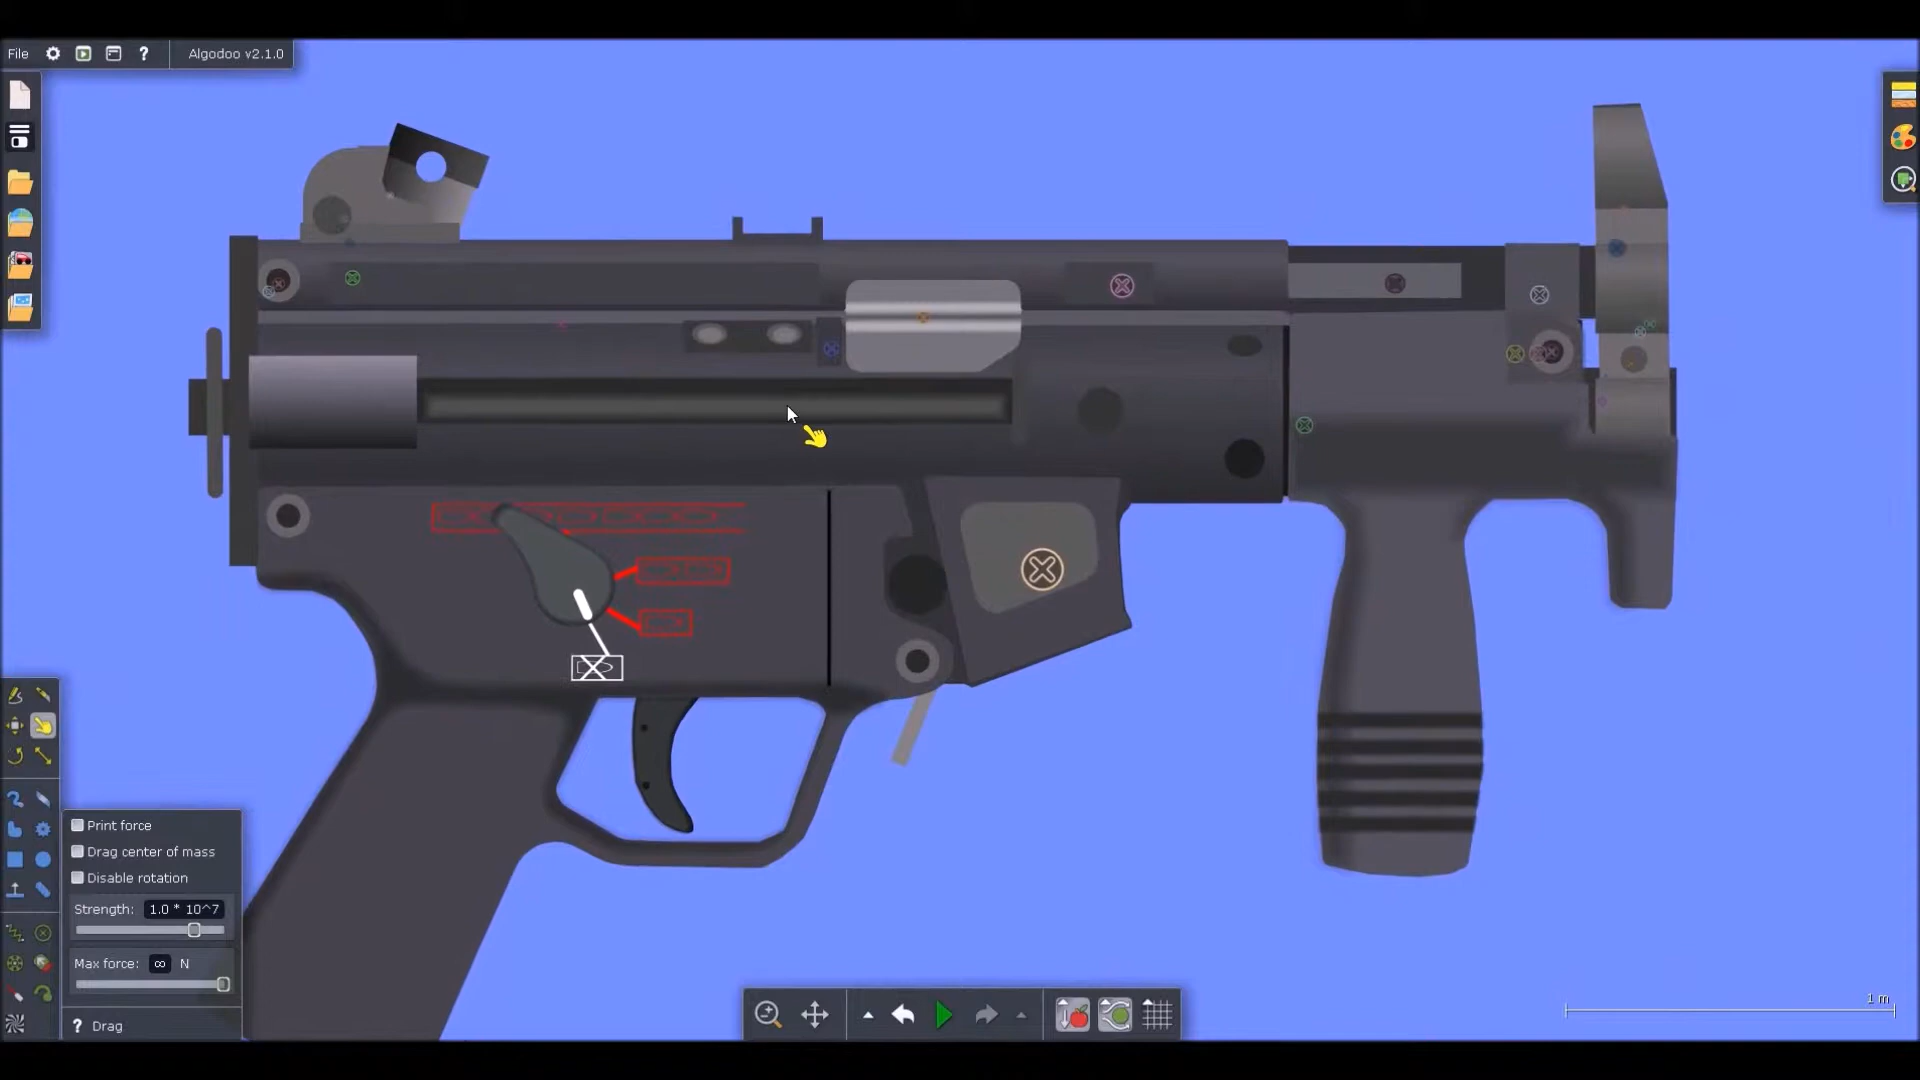 File
? Algodoo v2.1.0
Print force
Drag center of mass
Disable rotation
Strength: 1.0 * 10^7
Max force: ∞ N
? Drag
1 m